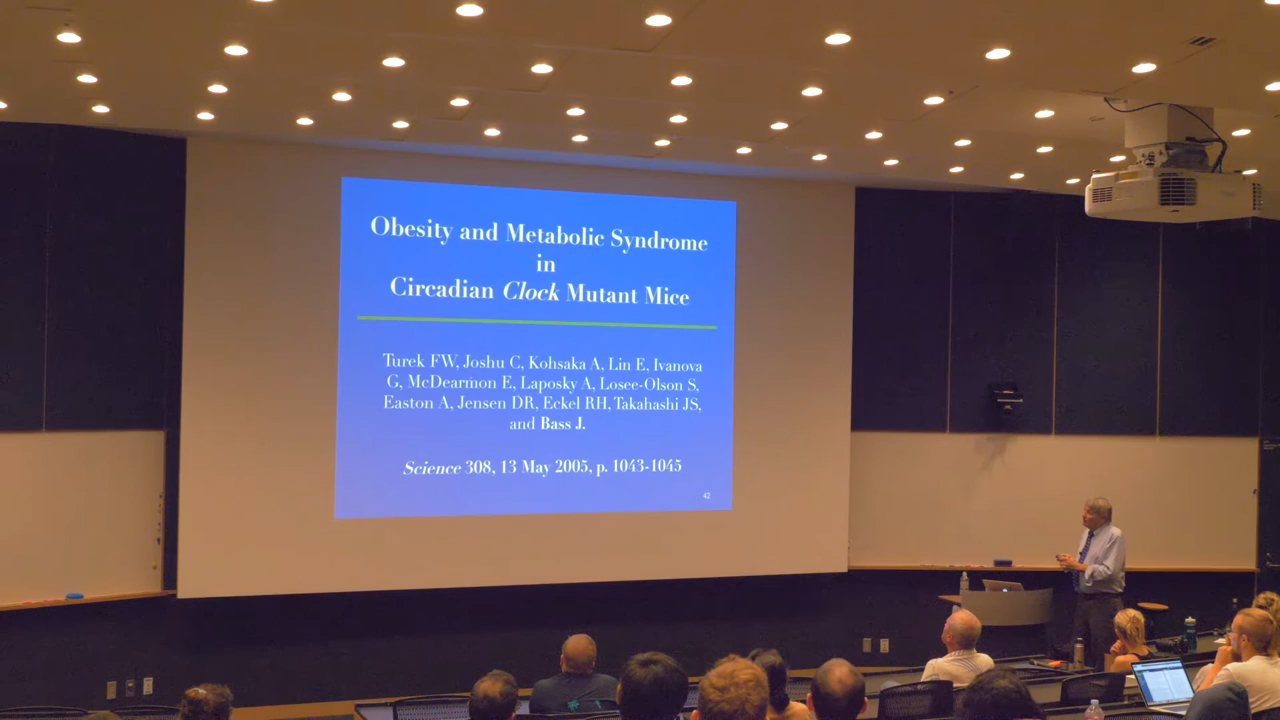 Obesity and Metabolic Syndrome
in
Circadian Clock Mutant Mice
Turek FW, Joshu C, Kohsaka A, Lin E, Ivanova
G, McDearmon E, Laposky A, Losee-Olson S,
Easton A, Jensen DR, Eckel RH, Takahashi JS,
and Bass J.
Science 308, 13 May 2005, p. 1043-1045
42